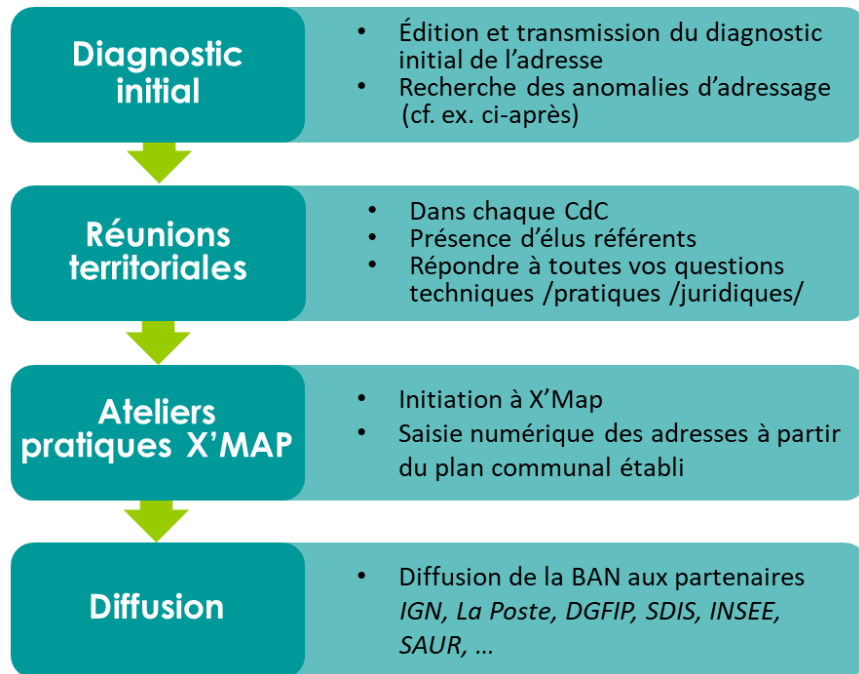 Diagnostic
initial
• Édition et transmission du diagnostic
initial de l’adresse
• Recherche des anomalies d’adressage
(cf. ex. ci-après)
Réunions
territoriales
• Dans chaque CdC
• Présence d’élus référents
• Répondre à toutes vos questions
techniques /pratiques /juridiques/
Ateliers
pratiques X’MAP
• Initiation à X’Map
• Saisie numérique des adresses à partir
du plan communal établi
Diffusion
• Diffusion de la BAN aux partenaires
IGN, La Poste, DGFIP, SDIS, INSEE,
SAUR, …